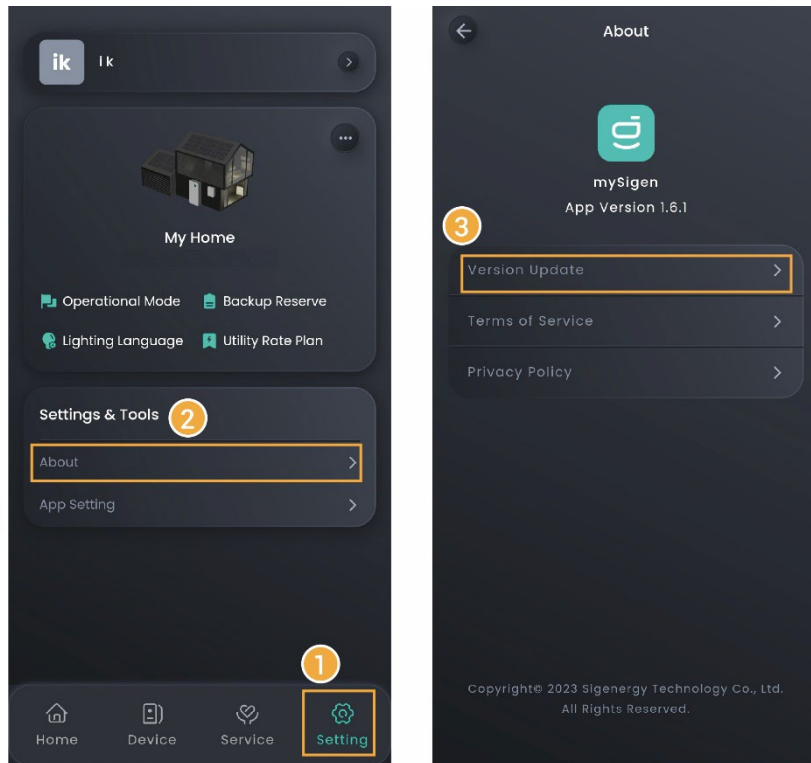 ik
ik
My Home
Operational Mode
Backup Reserve
Lighting Language
Utility Rate Plan
Settings & Tools
2
About
App Setting
1
Home
Device
Service
Setting
About
mySigen
App Version 1.6.1
3
Version Update
Terms of Service
Privacy Policy
Copyright© 2023 Sigenergy Technology Co., Ltd.
All Rights Reserved.